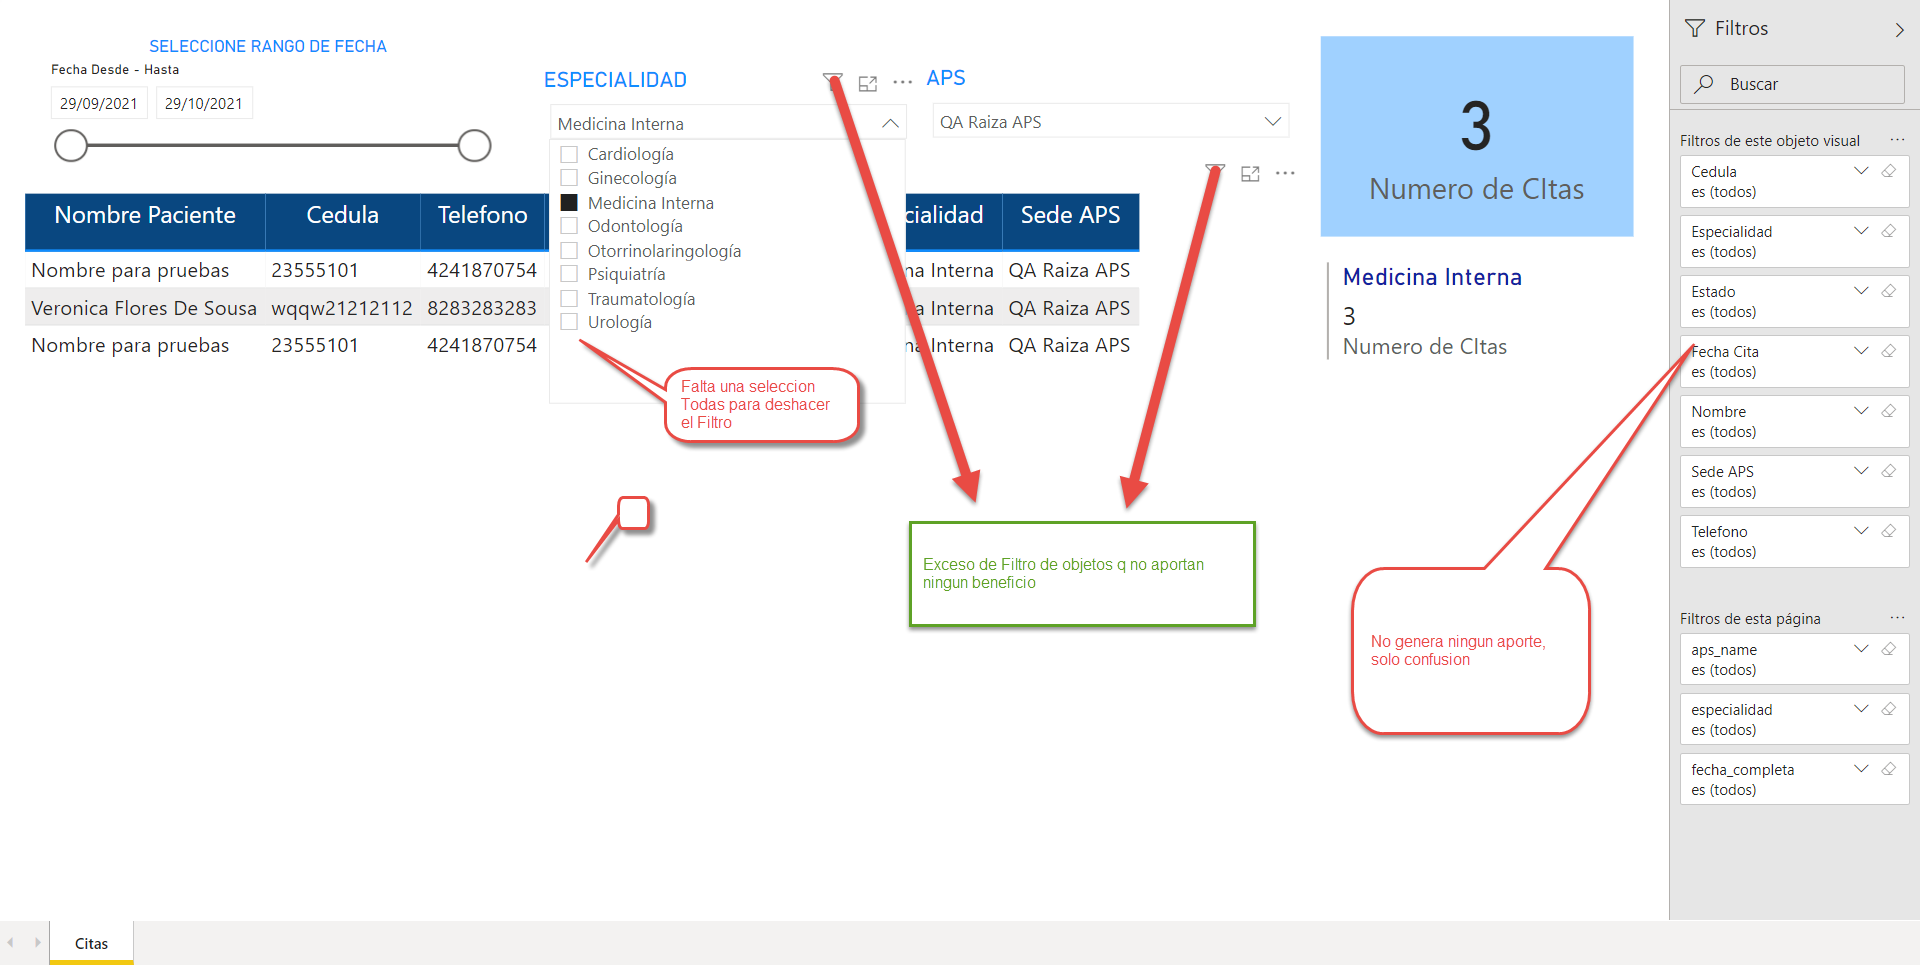 SELECCIONE RANGO DE FECHA
Fecha Desde - Hasta
29/09/2021 29/10/2021
ESPECIALIDAD
Medicina Interna
Cardiología
Ginecología
Medicina Interna
Odontología
Otorrinolaringología
Psiquiatría
Traumatología
Urología
APS
QA Raiza APS
3
Numero de CItas
Medicina Interna
3
Numero de CItas
Nombre Paciente Cedula Telefono cialidad Sede APS
Nombre para pruebas 23555101 4241870754 na Interna QA Raiza APS
Veronica Flores De Sousa wqqw21212112 8283283283 na Interna QA Raiza APS
Nombre para pruebas 23555101 4241870754 na Interna QA Raiza APS
Falta una seleccion
Todas para deshacer
el Filtro
Exceso de Filtro de objetos q no aportan
ningun beneficio
No genera ningun aporte,
solo confusion
Filtros
Buscar
Filtros de este objeto visual
Cedula
es (todos)
Especialidad
es (todos)
Estado
es (todos)
Fecha Cita
es (todos)
Nombre
es (todos)
Sede APS
es (todos)
Telefono
es (todos)
Filtros de esta página
aps_name
es (todos)
especialidad
es (todos)
fecha_completa
es (todos)
Citas